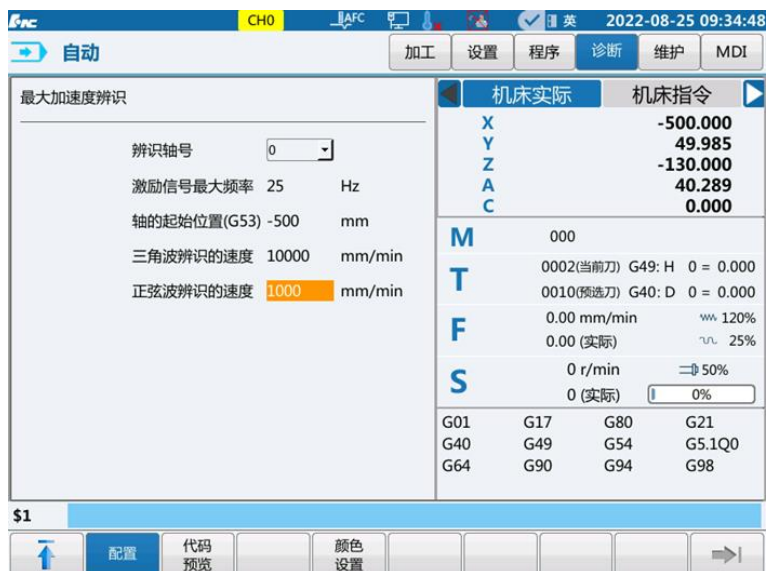 CH0 AFC 英 2022-08-25 09:34:48
自动 加工 设置 程序 诊断 维护 MDI
最大加速度辨识
辨识轴号 0
激励信号最大频率 25 Hz
轴的起始位置(G53) -500 mm
三角波辨识的速度 10000 mm/min
正弦波辨识的速度 1000 mm/min
机床实际 机床指令
X -500.000
Y 49.985
Z -130.000
A 40.289
C 0.000
M 000
T 0002(当前刀) G49: H 0 = 0.000
0010(预选刀) G40: D 0 = 0.000
F 0.00 mm/min 120%
0.00 (实际) 25%
S 0 r/min 50%
0 (实际) 0%
G01 G17 G80 G21
G40 G49 G54 G5.1Q0
G64 G90 G94 G98
$1
配置 代码预览 颜色设置